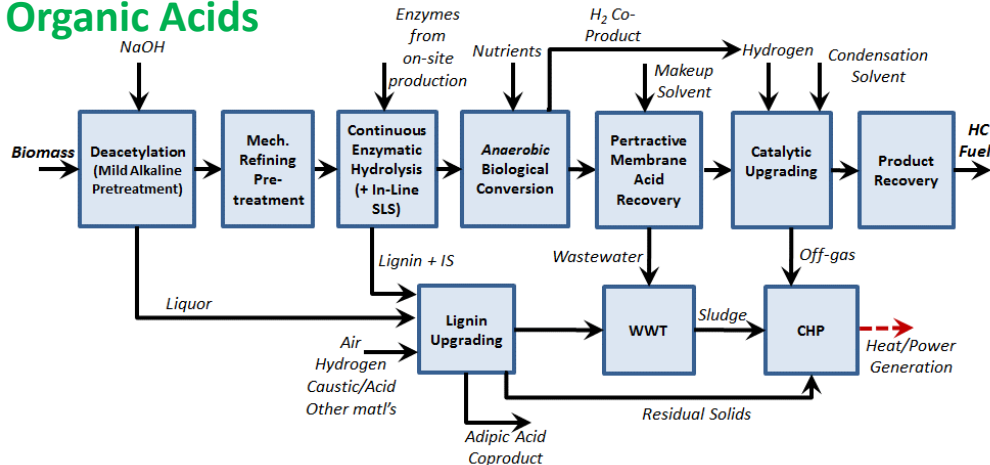 Organic Acids
NaOH
Enzymes
from
on-site
production
Nutrients
H2 Co-
Product
Makeup
Solvent
Hydrogen
Condensation
Solvent
Biomass
Deacetylation
(Mild Alkaline
Pretreatment)
Mech.
Refining
Pre-
treatment
Continuous
Enzymatic
Hydrolysis
(+ In-Line
SLS)
Anaerobic
Biological
Conversion
Pertractive
Membrane
Acid
Recovery
Catalytic
Upgrading
Product
Recovery
HC
Fuel
Liquor
Lignin + IS
Wastewater
Off-gas
Air
Hydrogen
Caustic/Acid
Other matl's
Lignin
Upgrading
WWT
Sludge
CHP
Heat/Power
Generation
Residual Solids
Adipic Acid
Coproduct